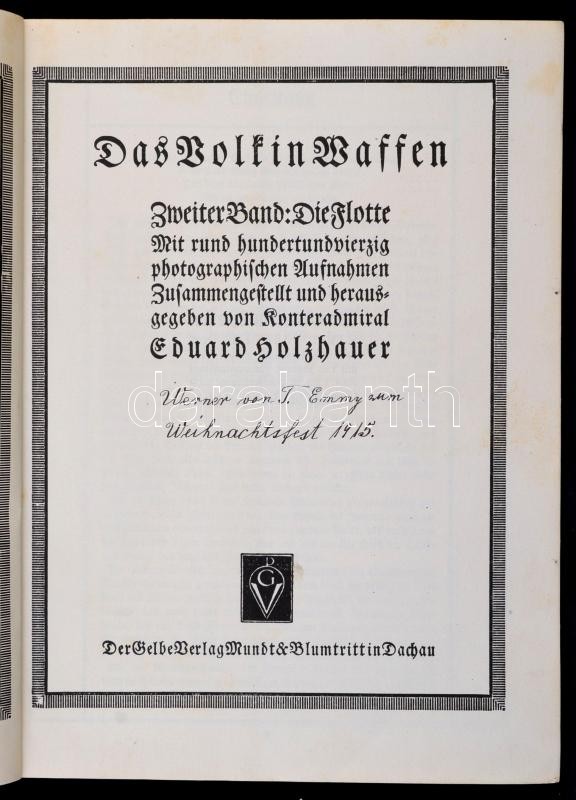 Das Volk in Waffen
Zweiter Band: Die Flotte
Mit rund hundertundvierzig
photographiſchen Aufnahmen
Zuſammengeſtellt und heraus-
gegeben von Konteradmiral
Eduard Holzhauer
Werner von T. Emmy zum
darabanth
Weihnachtsfest 1915.
D
G
V
Der Gelbe Verlag Mundt & Blumtritt in Dachau